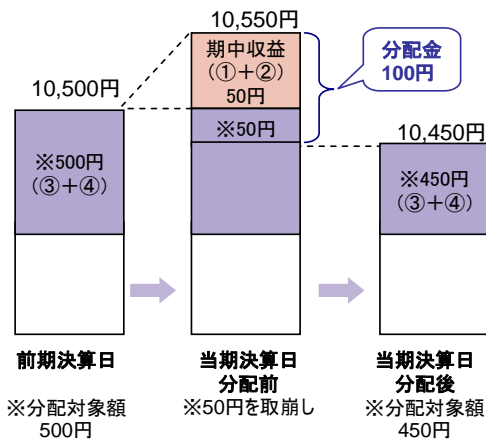 10,550円
期中収益
(①+②)
50円
分配金
100円
10,500円
※50円
10,450円
※500円
(③+④)
※450円
(③+④)
前期決算日
当期決算日
分配前
当期決算日
分配後
※分配対象額
500円
※50円を取崩し
※分配対象額
450円